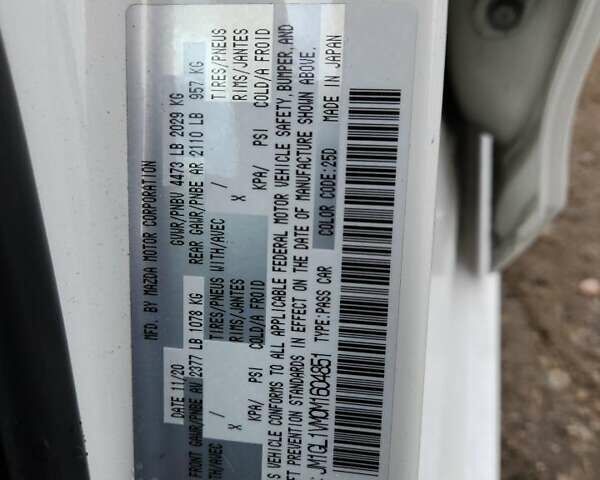 MFD. BY MAZDA MOTOR CORPORATION
DATE 11/20 GVWR/PNBV 4473 LB 2029 KG
FRONT GAWR/PNBE AV 2377 LB 1078 KG REAR GAWR/PNBE AR 2110 LB 957 KG
TIRES/PNEUS WITH/AVEC / TIRES/PNEUS
RIMS/JANTES X RIMS/JANTES
KPA/ PSI COLD/A FROID KPA/ PSI COLD/A FROID
S VEHICLE CONFORMS TO ALL APPLICABLE FEDERAL MOTOR VEHICLE SAFETY, BUMPER, AND
FT PREVENTION STANDARDS IN EFFECT ON THE DATE OF MANUFACTURE SHOWN ABOVE.
TYPE:PASS CAR COLOR CODE:25D MADE IN JAPAN
JM1GL1VM0M1604851